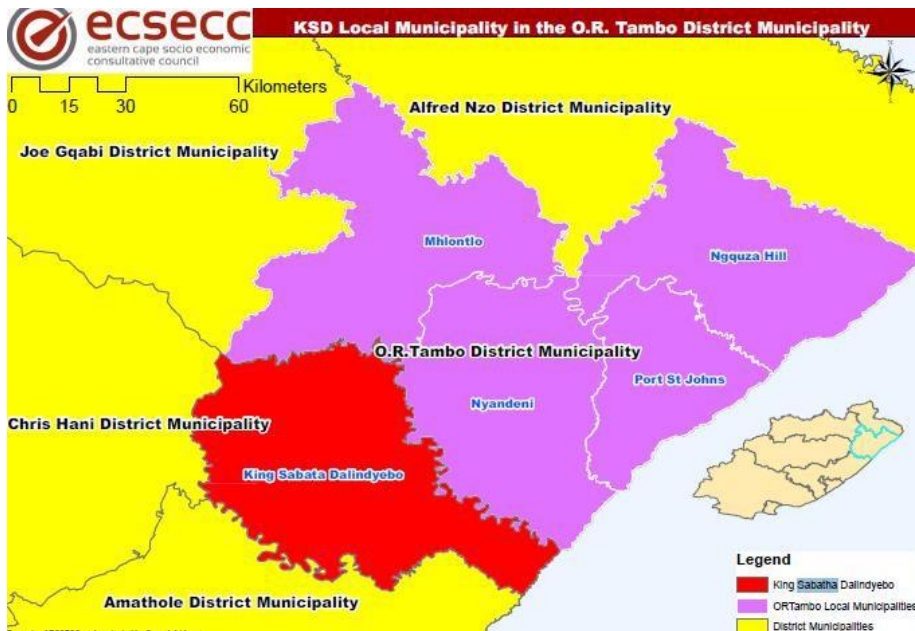 ecsecc
eastern cape socio economic
consultative council
KSD Local Municipality in the O.R. Tambo District Municipality
Kilometers
0 15 30 60
Alfred Nzo District Municipality
Joe Gqabi District Municipality
Mhlontlo
Ngquza Hill
O.R.Tambo District Municipality
Port St Johns
Nyandeni
Chris Hani District Municipality
King Sabata Dalindyebo
Amathole District Municipality
Legend
King Sabatha Dalindyebo
ORTambo Local Municipalities
District Municipalities